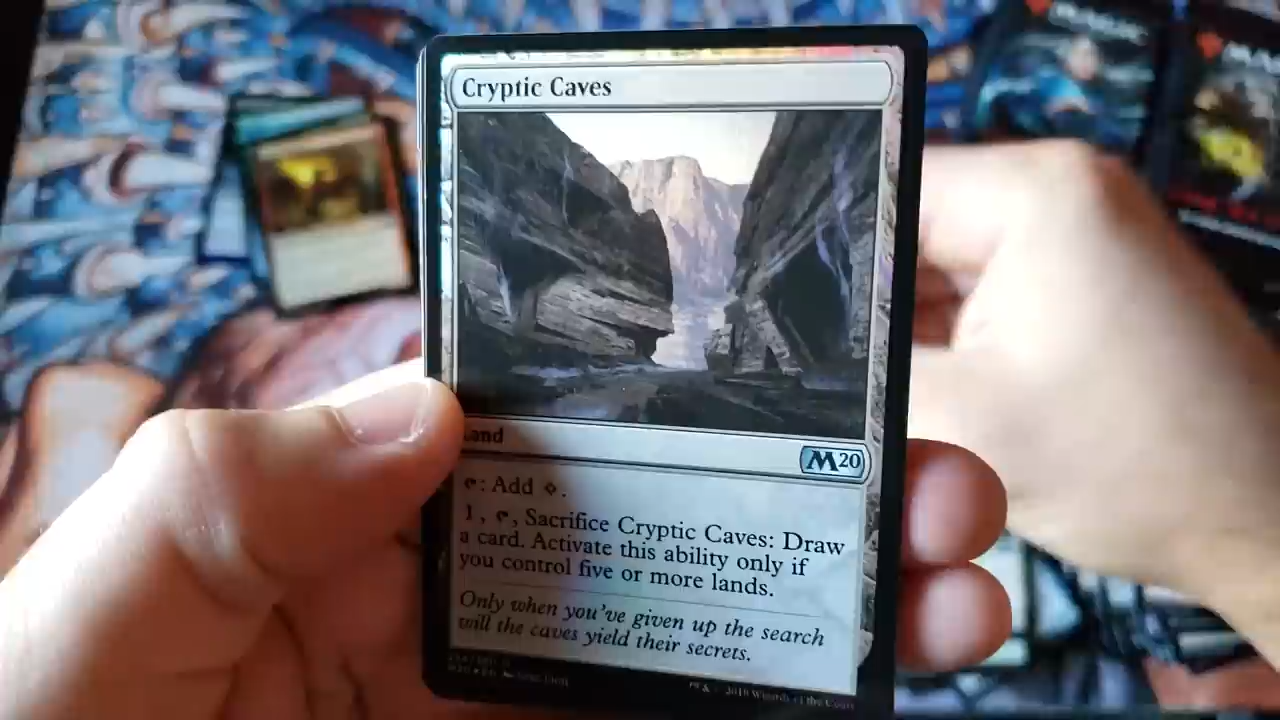 Cryptic Caves
Land
M20
: Add .
1, , Sacrifice Cryptic Caves: Draw
a card. Activate this ability only if
you control five or more lands.
Only when you've given up the search
will the caves yield their secrets.